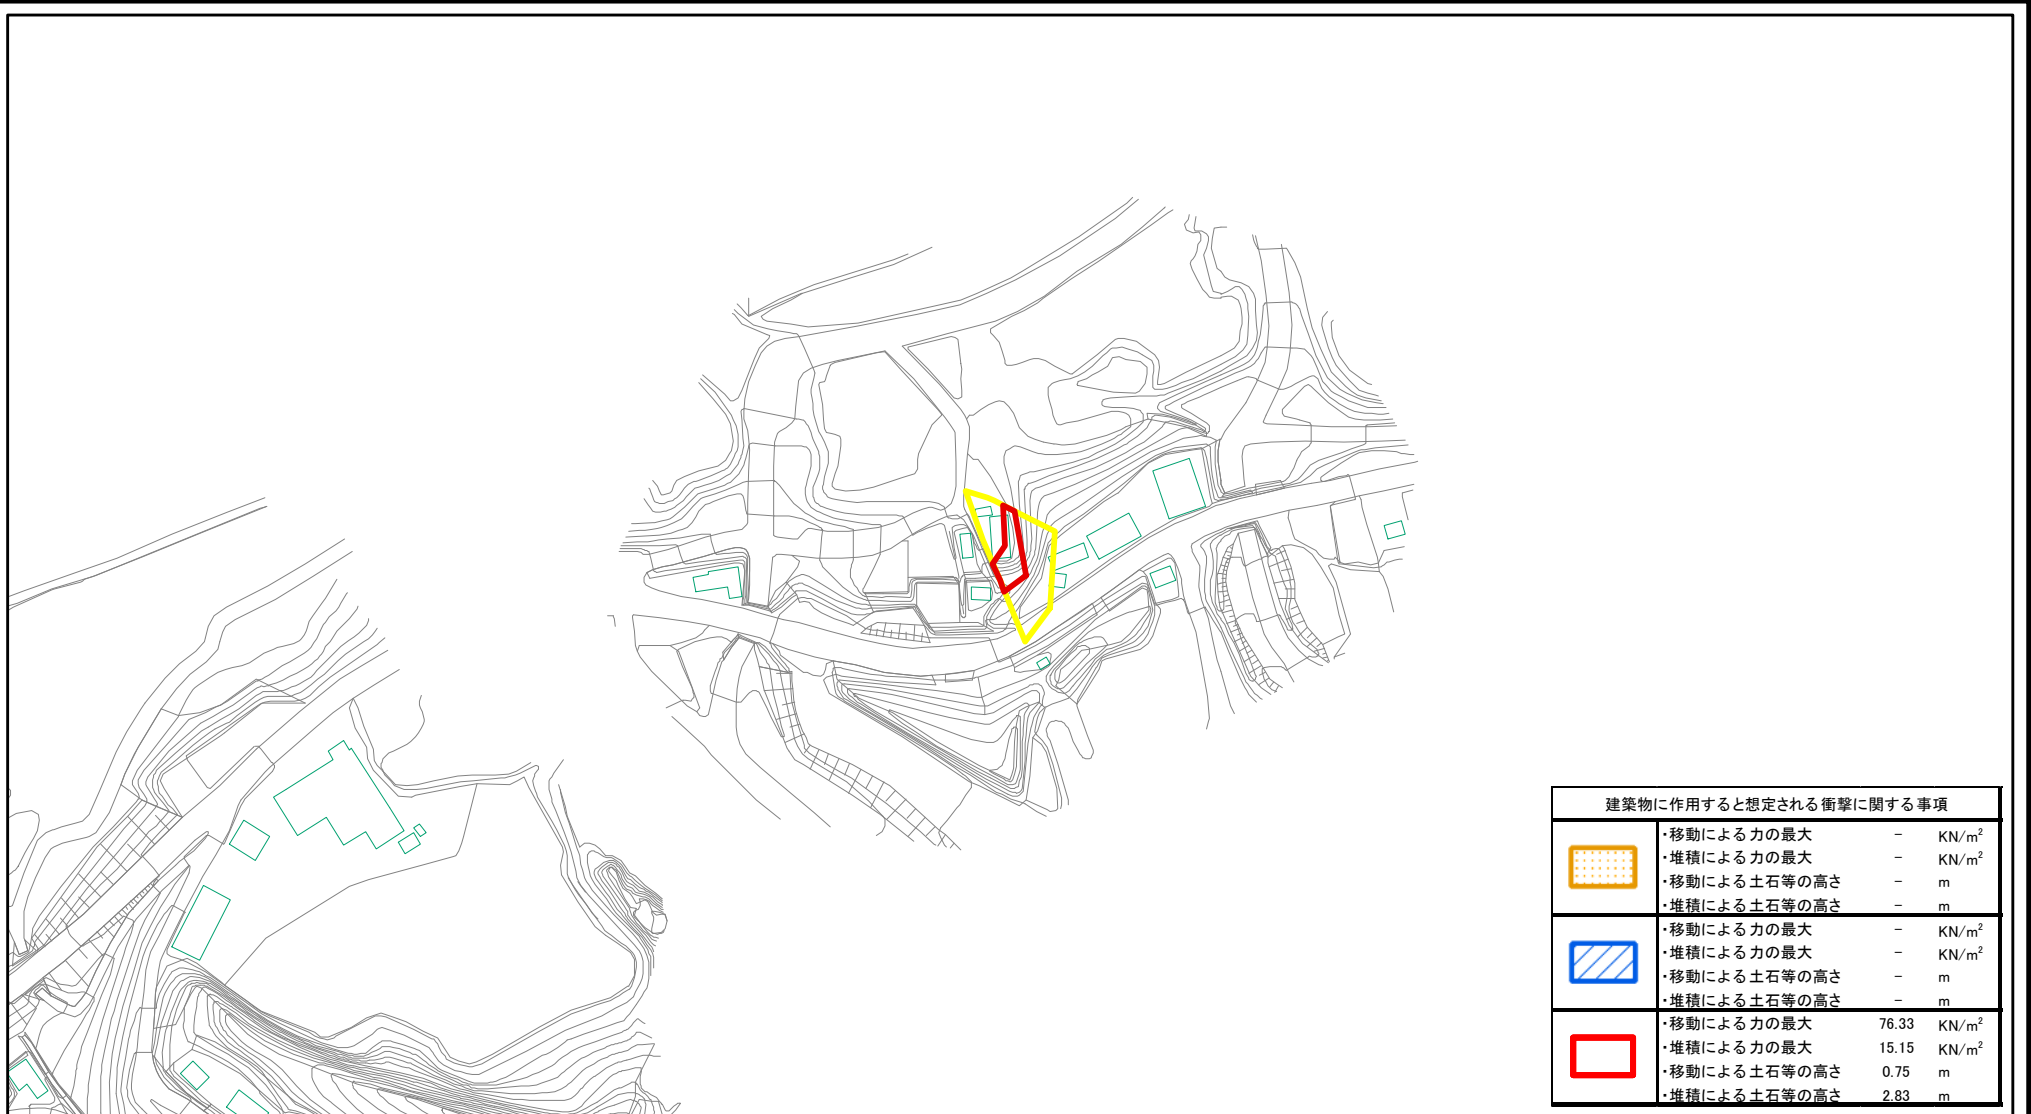 建築物に作用すると想定される衝撃に関する事項
・移動による力の最大 － KN/m²
・堆積による力の最大 － KN/m²
・移動による土石等の高さ － m
・堆積による土石等の高さ － m
・移動による力の最大 － KN/m²
・堆積による力の最大 － KN/m²
・移動による土石等の高さ － m
・堆積による土石等の高さ － m
・移動による力の最大 76.33 KN/m²
・堆積による力の最大 15.15 KN/m²
・移動による土石等の高さ 0.75 m
・堆積による土石等の高さ 2.83 m